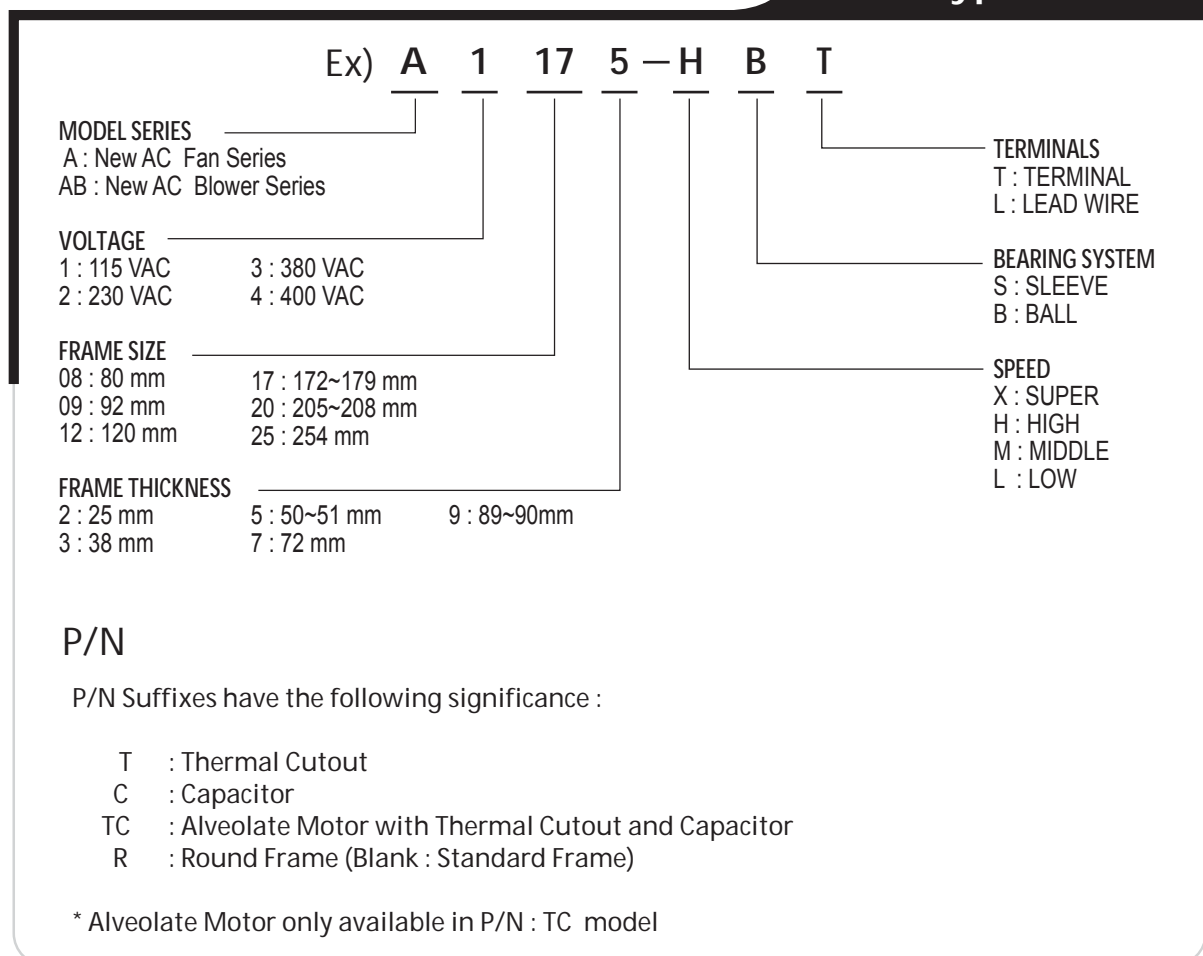 Ex) A 1 17 5 — H B T
MODEL SERIES
A : New AC Fan Series
AB : New AC Blower Series
VOLTAGE
1 : 115 VAC 3 : 380 VAC
2 : 230 VAC 4 : 400 VAC
FRAME SIZE
08 : 80 mm 17 : 172~179 mm
09 : 92 mm 20 : 205~208 mm
12 : 120 mm 25 : 254 mm
FRAME THICKNESS
2 : 25 mm 5 : 50~51 mm 9 : 89~90mm
3 : 38 mm 7 : 72 mm
TERMINALS
T : TERMINAL
L : LEAD WIRE
BEARING SYSTEM
S : SLEEVE
B : BALL
SPEED
X : SUPER
H : HIGH
M : MIDDLE
L : LOW
P/N
P/N Suffixes have the following significance :
T : Thermal Cutout
C : Capacitor
TC : Alveolate Motor with Thermal Cutout and Capacitor
R : Round Frame (Blank : Standard Frame)
* Alveolate Motor only available in P/N : TC model